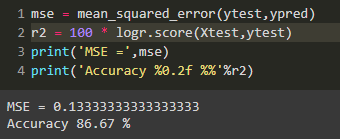 1 mse = mean_squared_error(ytest,ypred)
2 r2 = 100 * logr.score(Xtest,ytest)
3 print('MSE =',mse)
4 print('Accuracy %0.2f %%'%r2)
MSE = 0.13333333333333333
Accuracy 86.67 %